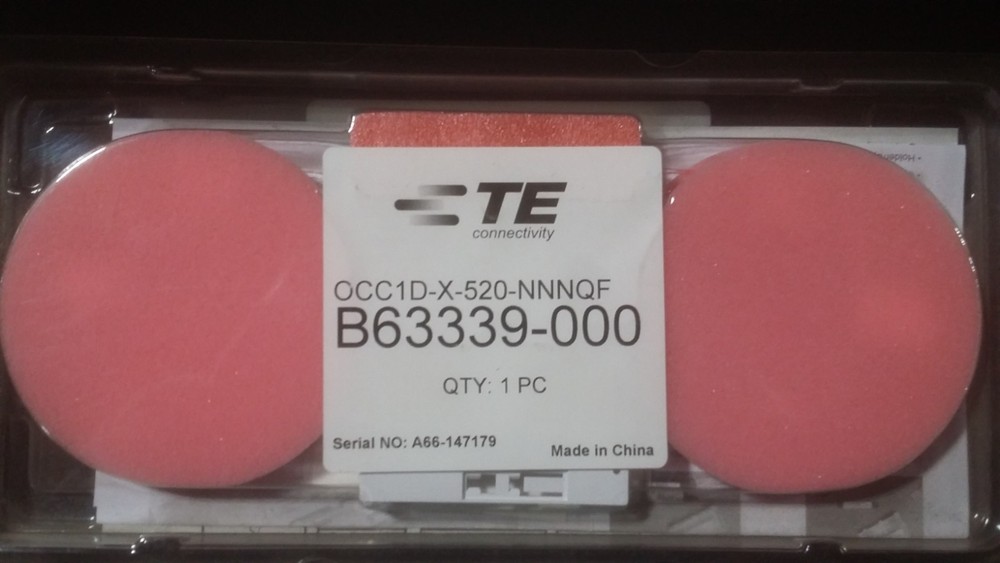 TE
connectivity
OCC1D-X-520-NNNQF
B63339-000
QTY: 1 PC
Serial NO: A66-147179
Made in China